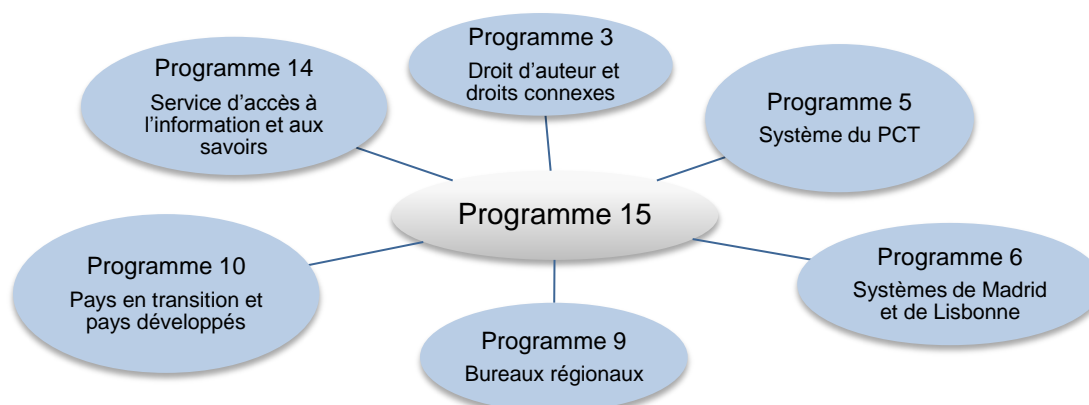 Programme 3
Droit d'auteur et
droits connexes
Programme 14
Service d'accès à
l'information et aux
savoirs
Programme 5
Système du PCT
Programme 15
Programme 10
Pays en transition et
pays développés
Programme 6
Systèmes de Madrid
et de Lisbonne
Programme 9
Bureaux régionaux